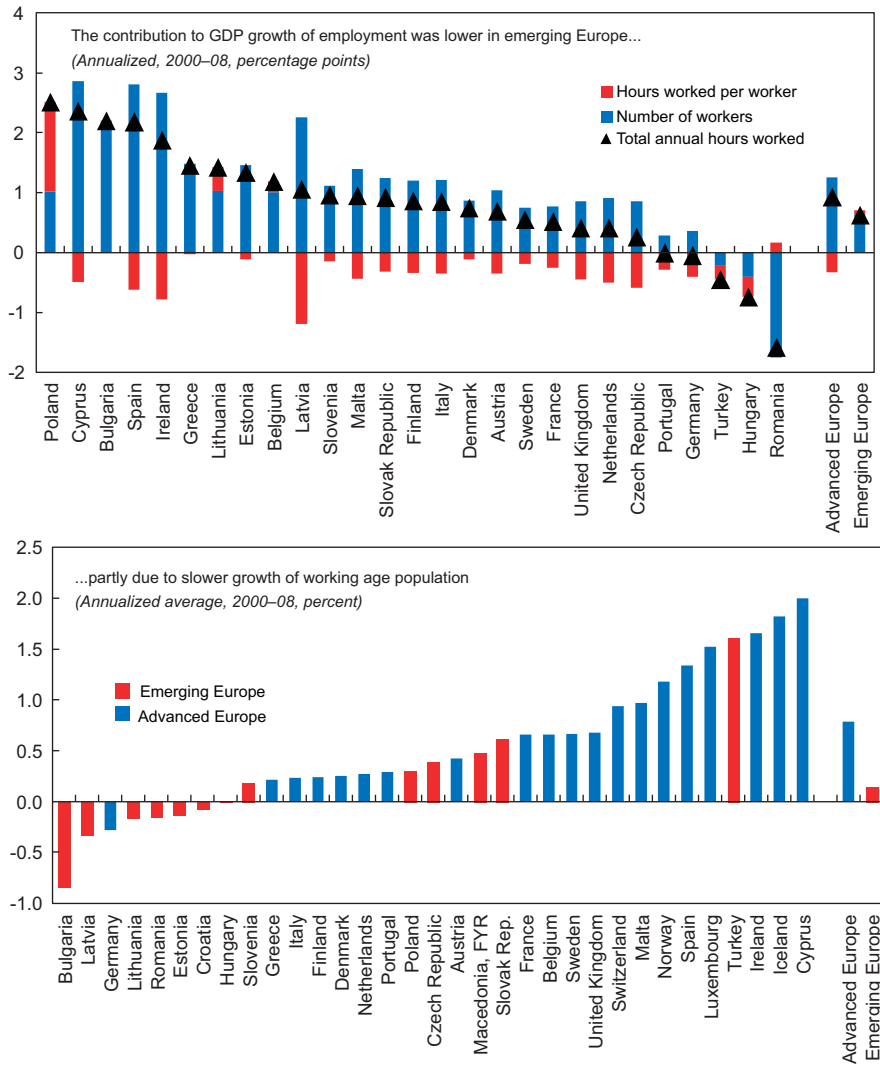 4
3
2
1
0
-1
-2
The contribution to GDP growth of employment was lower in emerging Europe...
(Annualized, 2000–08, percentage points)
Hours worked per worker
Number of workers
Total annual hours worked
Poland
Cyprus
Bulgaria
Spain
Ireland
Greece
Lithuania
Estonia
Belgium
Latvia
Slovenia
Malta
Slovak Republic
Finland
Italy
Denmark
Austria
Sweden
France
United Kingdom
Netherlands
Czech Republic
Portugal
Germany
Turkey
Hungary
Romania
Advanced Europe
Emerging Europe
2.5
2.0
1.5
1.0
0.5
0.0
-0.5
-1.0
...partly due to slower growth of working age population
(Annualized average, 2000–08, percent)
Emerging Europe
Advanced Europe
Bulgaria
Latvia
Germany
Lithuania
Romania
Estonia
Croatia
Hungary
Slovenia
Greece
Italy
Finland
Denmark
Netherlands
Portugal
Poland
Czech Republic
Austria
Macedonia, FYR
Slovak Rep.
France
Belgium
Sweden
United Kingdom
Switzerland
Malta
Norway
Spain
Luxembourg
Turkey
Ireland
Iceland
Cyprus
Advanced Europe
Emerging Europe